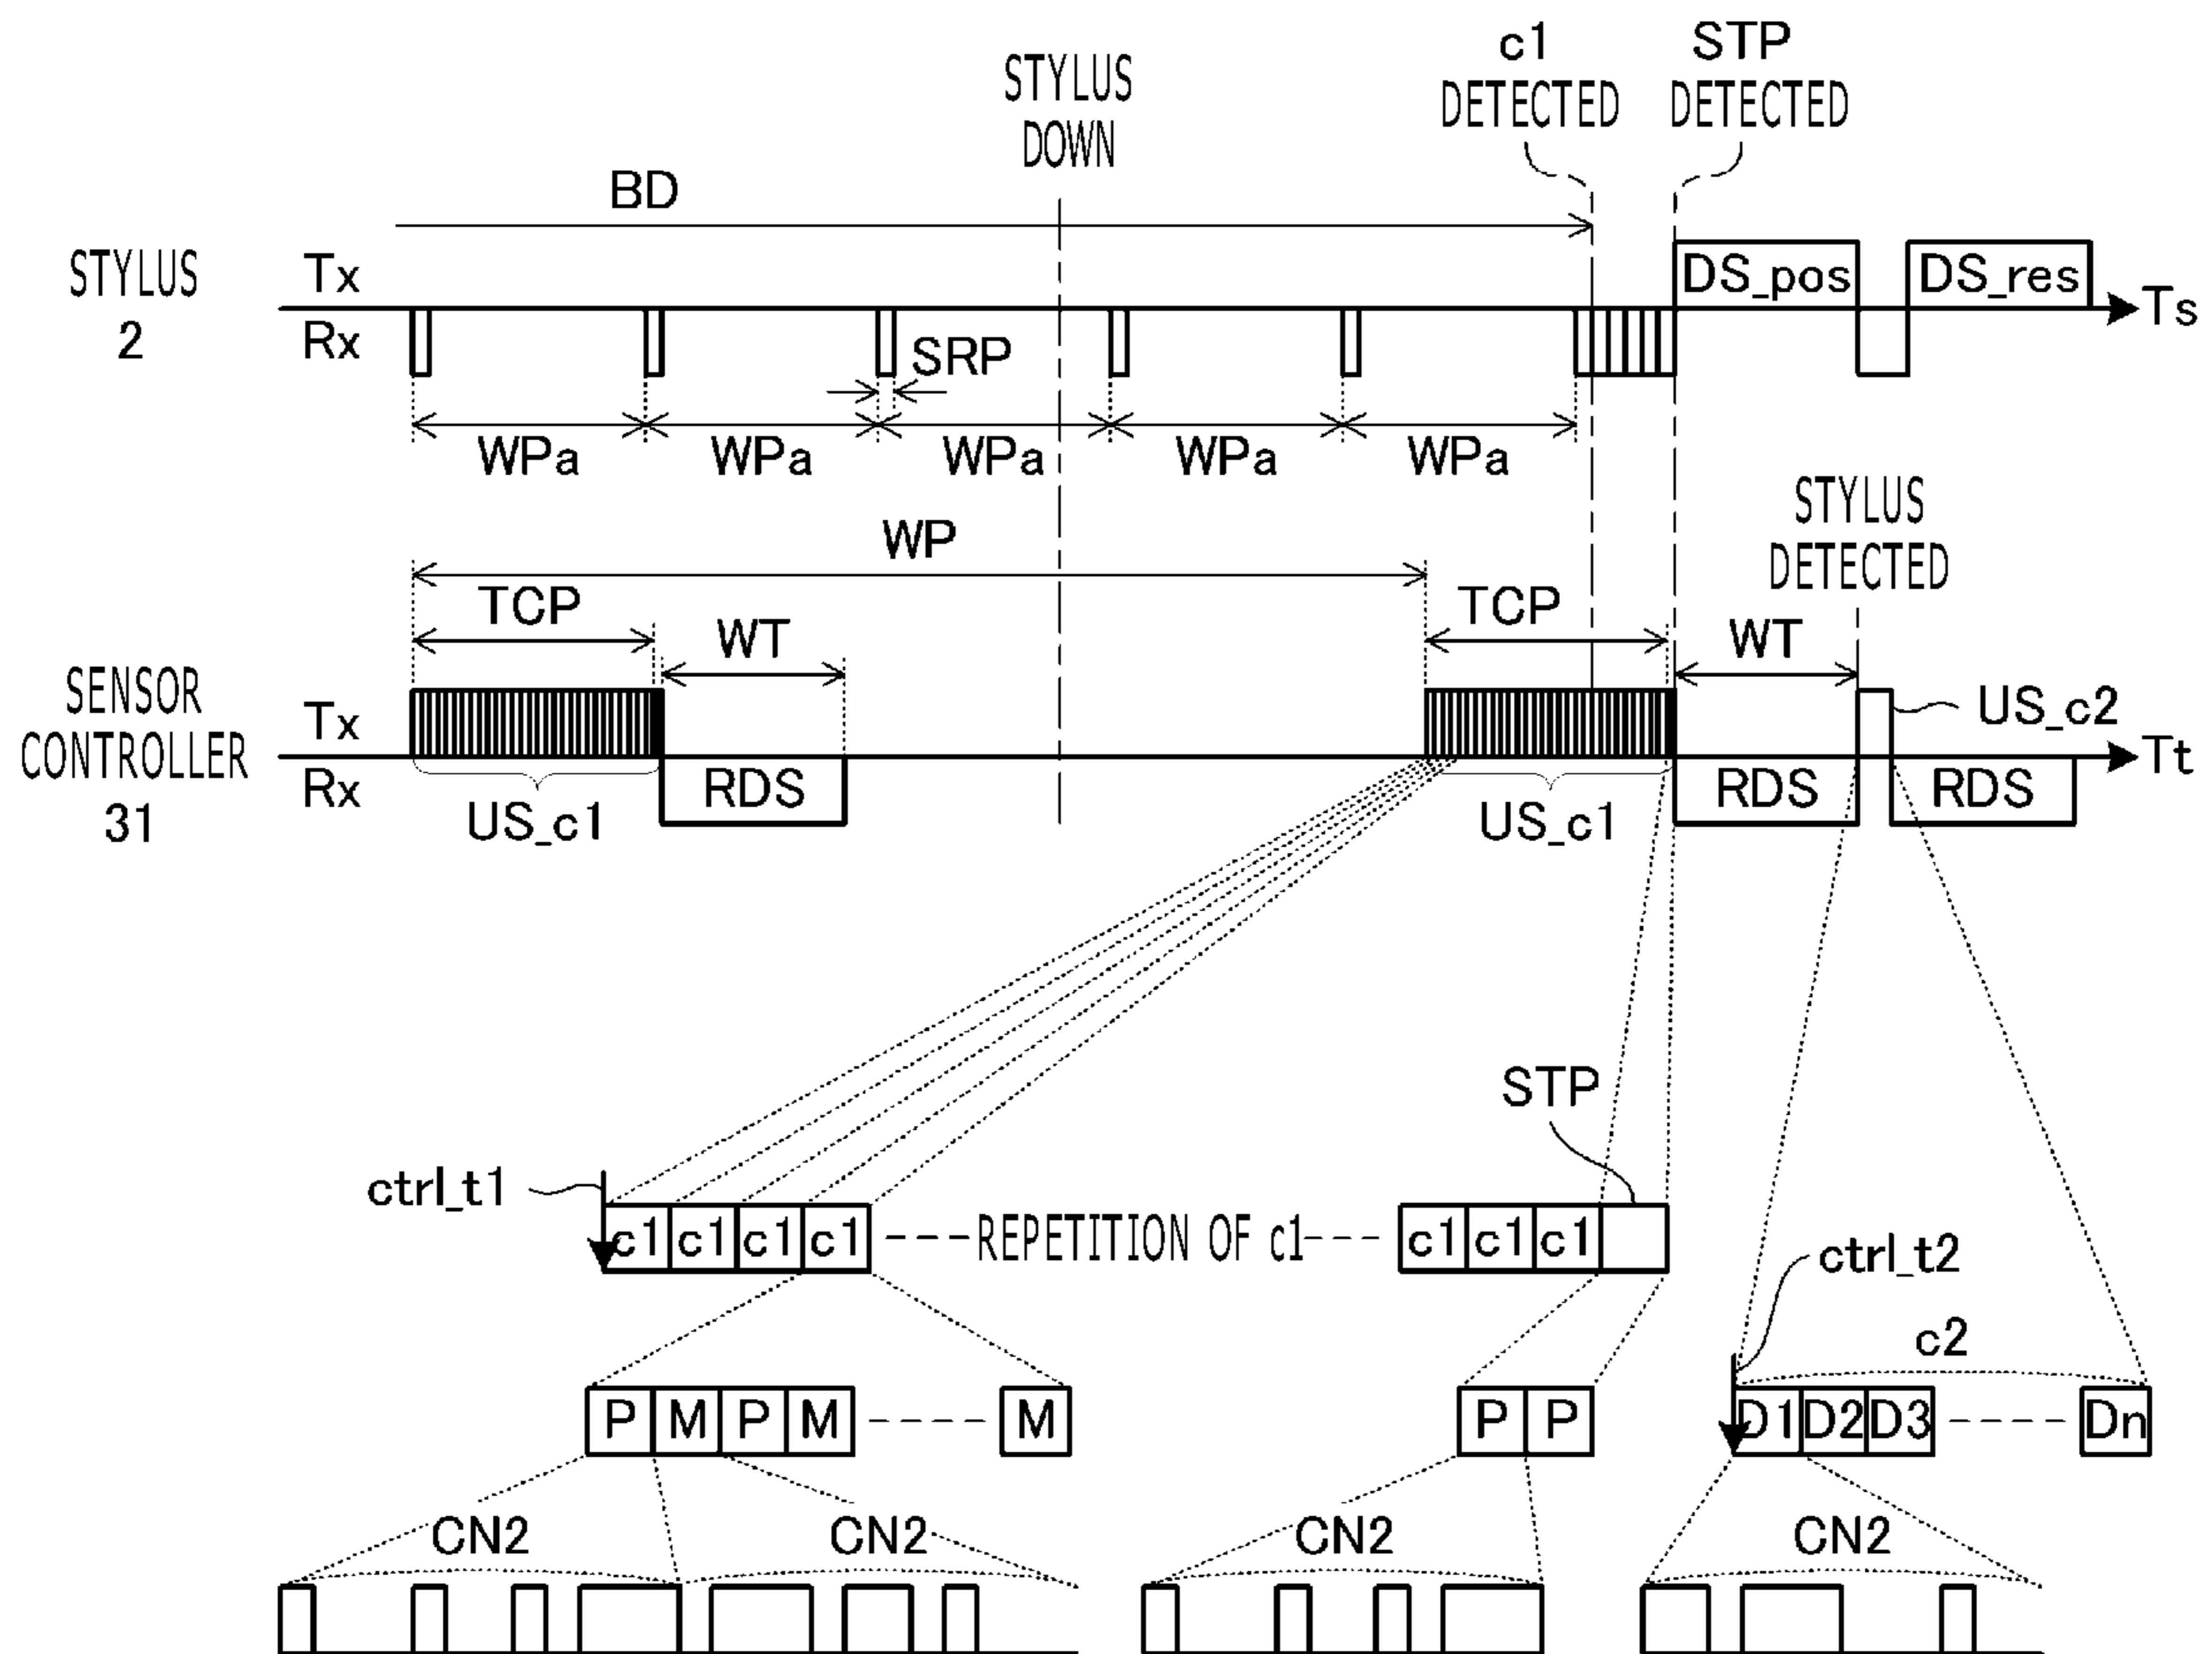 c1
DETECTED
STP
DETECTED
STYLUS
DOWN
BD
STYLUS
2
Tx
Rx
DS_pos
DS_res
Ts
SRP
WPa
WPa
WPa
WPa
WPa
STYLUS
DETECTED
WP
TCP
WT
TCP
WT
SENSOR
CONTROLLER
31
Tx
Rx
US_c2
Tt
RDS
RDS
RDS
US_c1
US_c1
STP
ctrl_t1
c1 c1 c1 c1 REPETITION OF c1 c1 c1 c1
ctrl_t2
c2
P M P M M
P P
D1 D2 D3 Dn
CN2 CN2 CN2 CN2